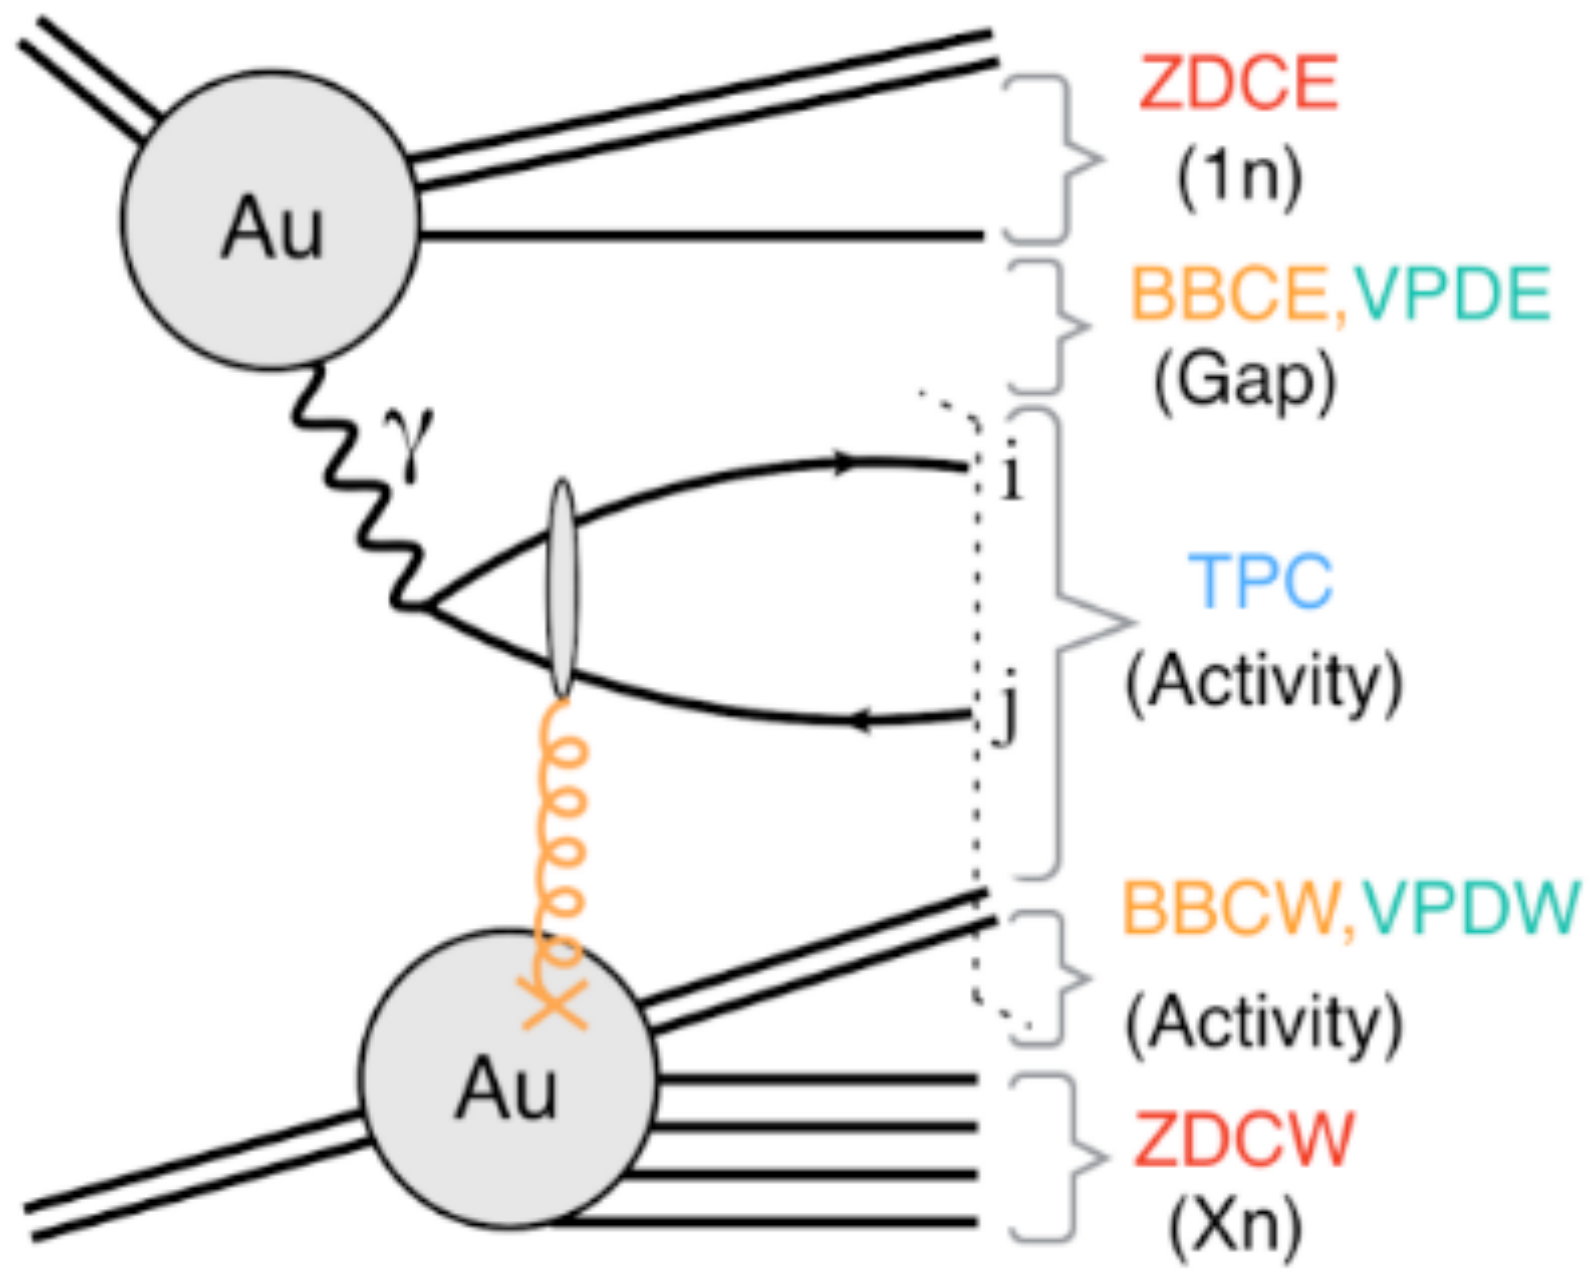 Au
ZDCE
(1n)
BBCE,VPDE
(Gap)
γ
i
TPC
(Activity)
j
BBCW,VPDW
(Activity)
Au
ZDCW
(Xn)